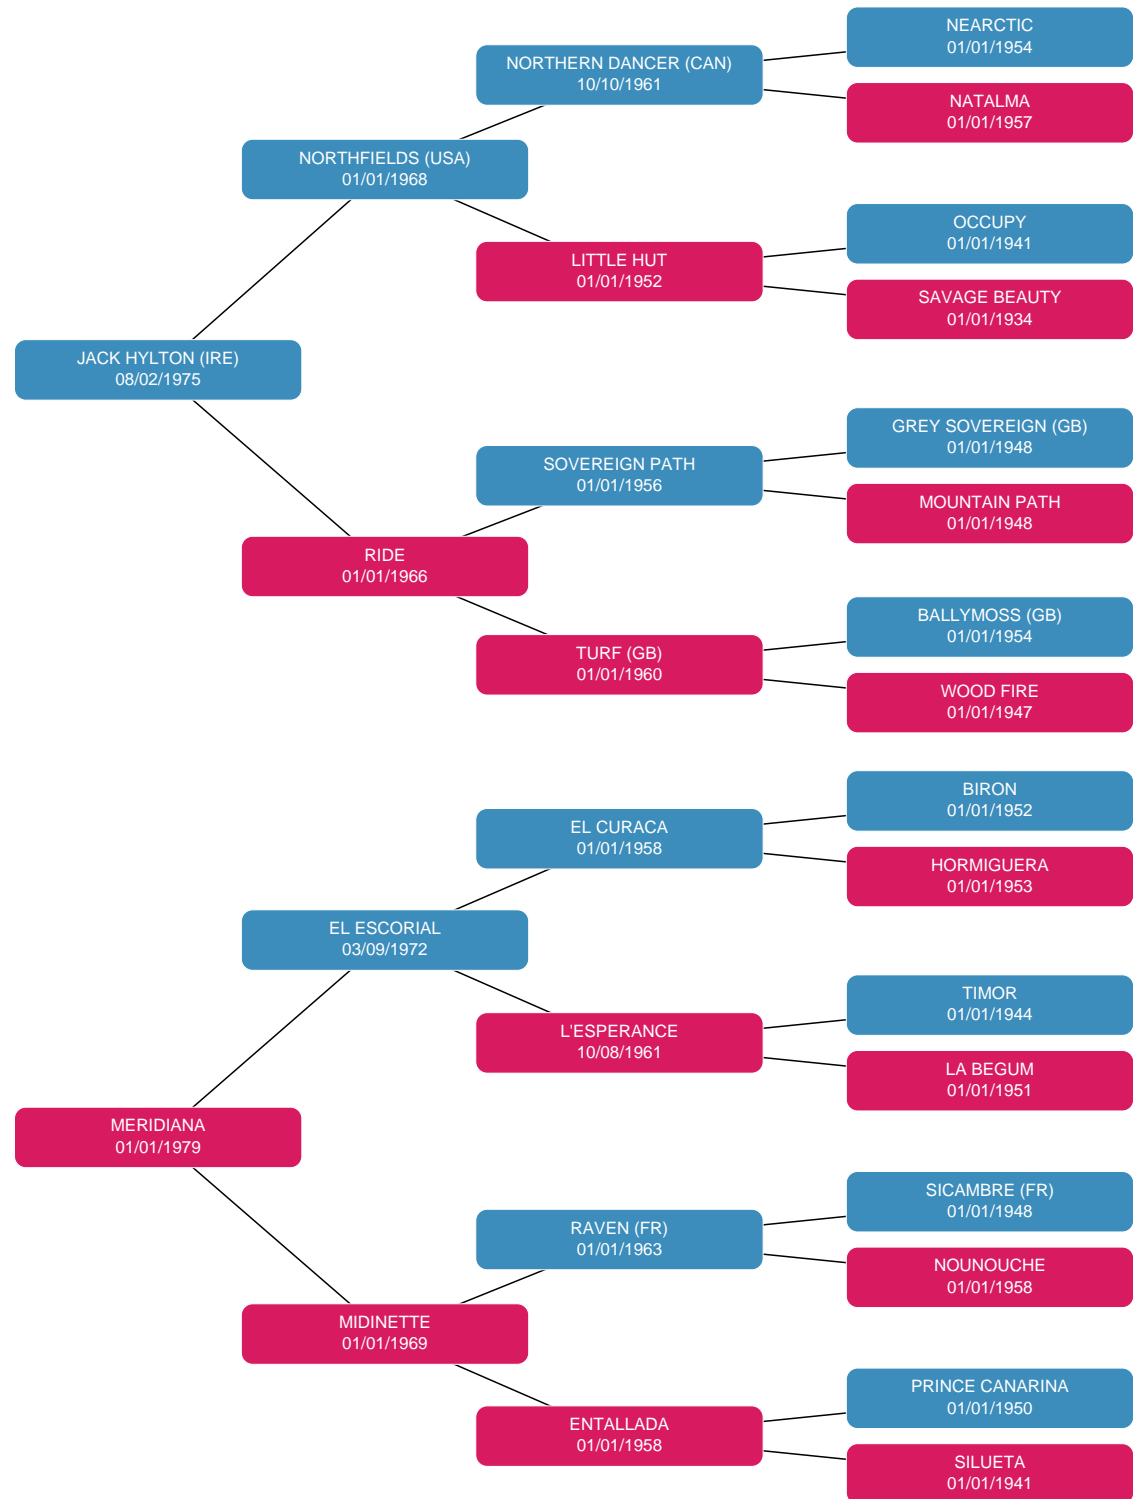 NEARCTIC
01/01/1954
NORTHERN DANCER (CAN)
10/10/1961
NATALMA
01/01/1957
NORTHFIELDS (USA)
01/01/1968
OCCUPY
01/01/1941
LITTLE HUT
01/01/1952
SAVAGE BEAUTY
01/01/1934
JACK HYLTON (IRE)
08/02/1975
GREY SOVEREIGN (GB)
01/01/1948
SOVEREIGN PATH
01/01/1956
MOUNTAIN PATH
01/01/1948
RIDE
01/01/1966
BALLYMOSS (GB)
01/01/1954
TURF (GB)
01/01/1960
WOOD FIRE
01/01/1947
BIRON
01/01/1952
EL CURACA
01/01/1958
HORMIGUERA
01/01/1953
EL ESCORIAL
03/09/1972
TIMOR
01/01/1944
L'ESPERANCE
10/08/1961
LA BEGUM
01/01/1951
MERIDIANA
01/01/1979
SICAMBRE (FR)
01/01/1948
RAVEN (FR)
01/01/1963
NOUNOUCHE
01/01/1958
MIDINETTE
01/01/1969
PRINCE CANARINA
01/01/1950
ENTALLADA
01/01/1958
SILUETA
01/01/1941